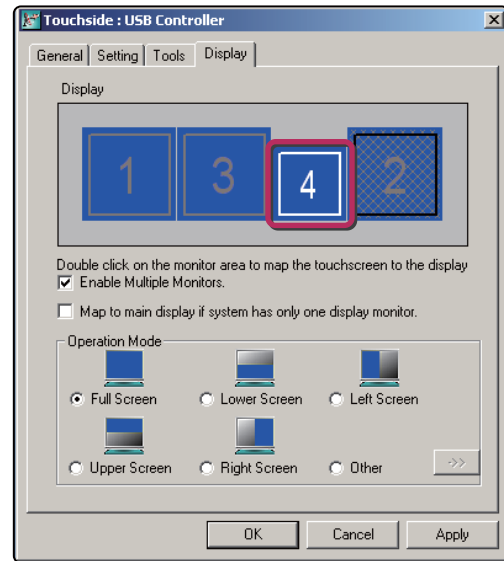 Touchside : USB Controller
General Setting Tools Display
Display
1 3 4 2
Double click on the monitor area to map the touchscreen to the display
Enable Multiple Monitors.
Map to main display if system has only one display monitor.
Operation Mode
Full Screen Lower Screen Left Screen
Upper Screen Right Screen Other ->>
OK Cancel Apply